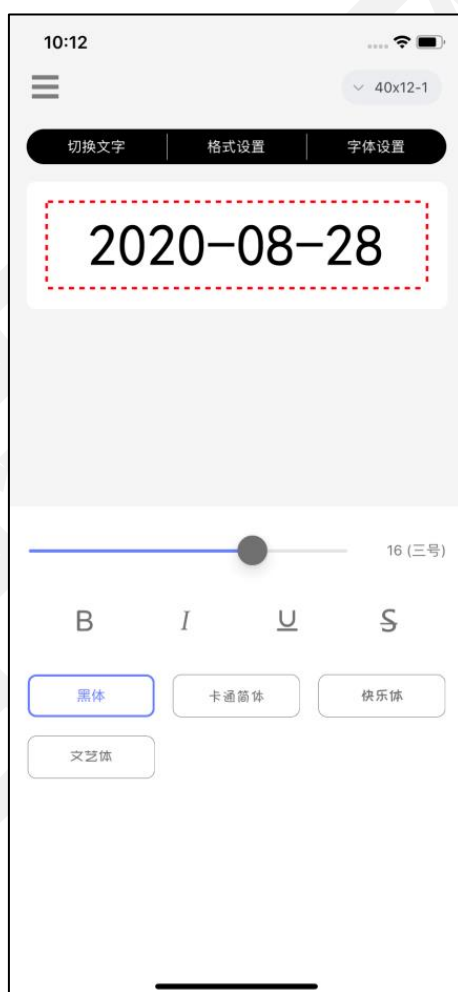 10:12
40x12-1
切换文字 格式设置 字体设置
2020-08-28
16 (三号)
B I U S
黑体 卡通简体 快乐体
文艺体